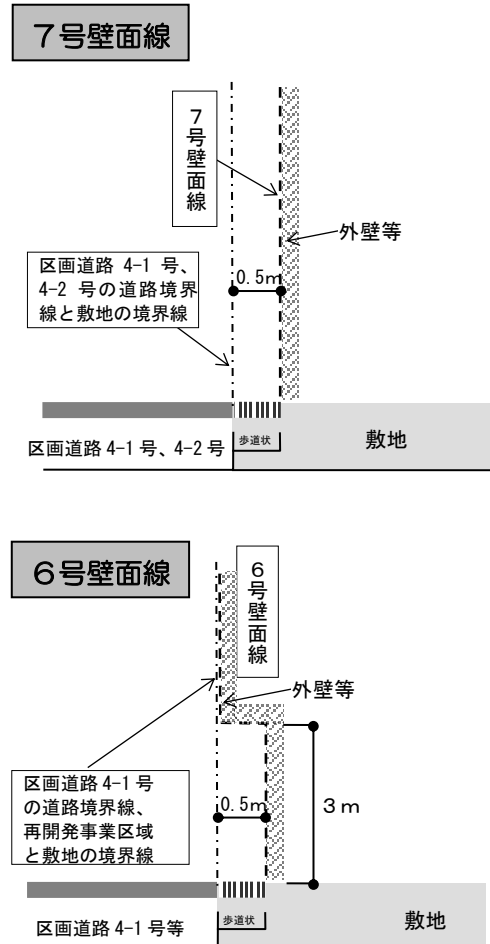 ７号壁面線
７号壁面線
外壁等
区画道路 4-1 号、
4-2 号の道路境界
線と敷地の境界線
0.5m
区画道路 4-1 号、4-2 号
歩道状
敷地
６号壁面線
６号壁面線
外壁等
区画道路 4-1 号
の道路境界線、
再開発事業区域
と敷地の境界線
0.5m
３ｍ
区画道路 4-1 号等
歩道状
敷地